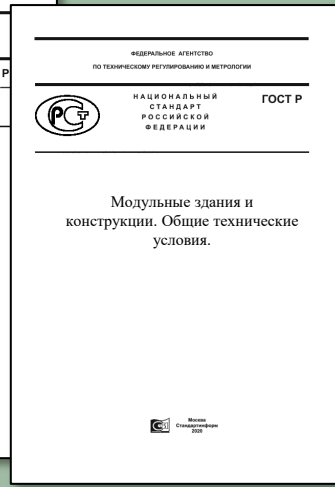 Р
ФЕДЕРАЛЬНОЕ АГЕНТСТВО
ПО ТЕХНИЧЕСКОМУ РЕГУЛИРОВАНИЮ И МЕТРОЛОГИИ
НАЦИОНАЛЬНЫЙ
СТАНДАРТ
РОССИЙСКОЙ
ФЕДЕРАЦИИ
ГОСТ Р
Модульные здания и
конструкции. Общие технические
условия.
Москва
Стандартинформ
2020